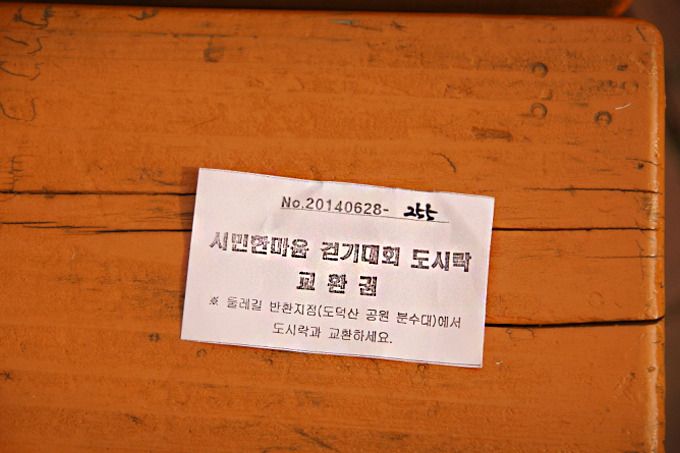 No.20140628- 255
시민한마음 걷기대회 도시락
교환권
※ 둘레길 반환지점(도덕산 공원 분수대)에서
도시락과 교환하세요.